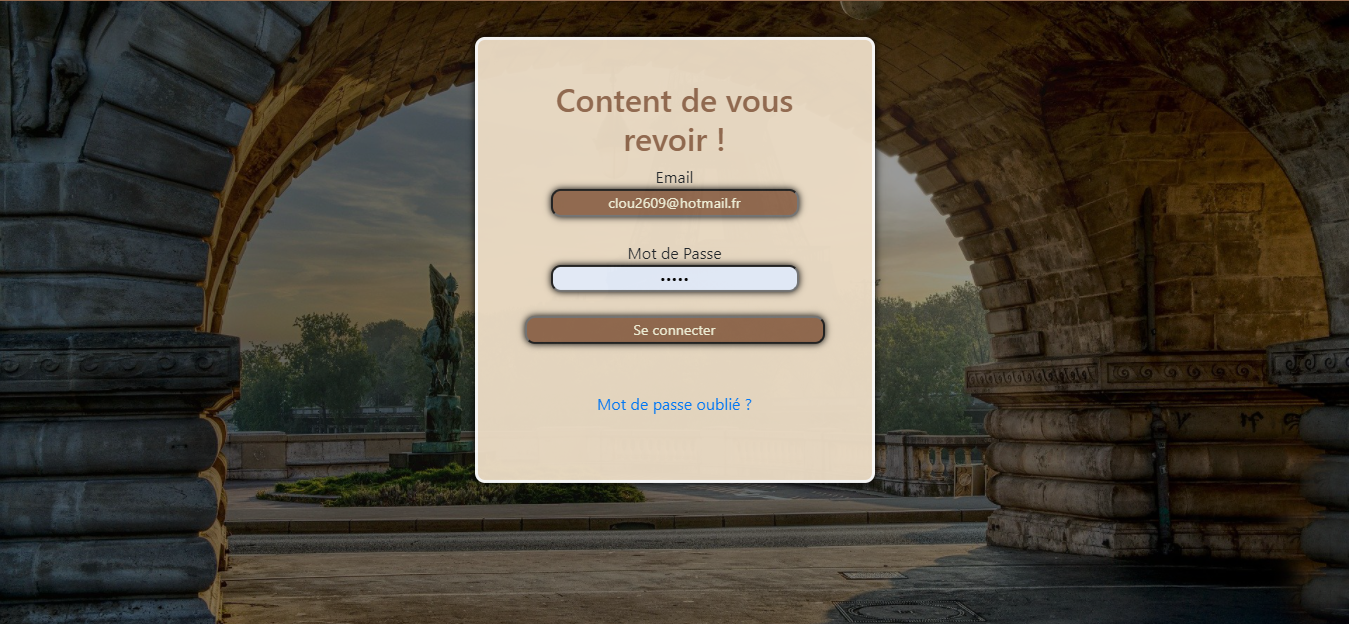 Content de vous
revoir !
Email
clou2609@hotmail.fr
Mot de Passe
•••••
Se connecter
Mot de passe oublié ?